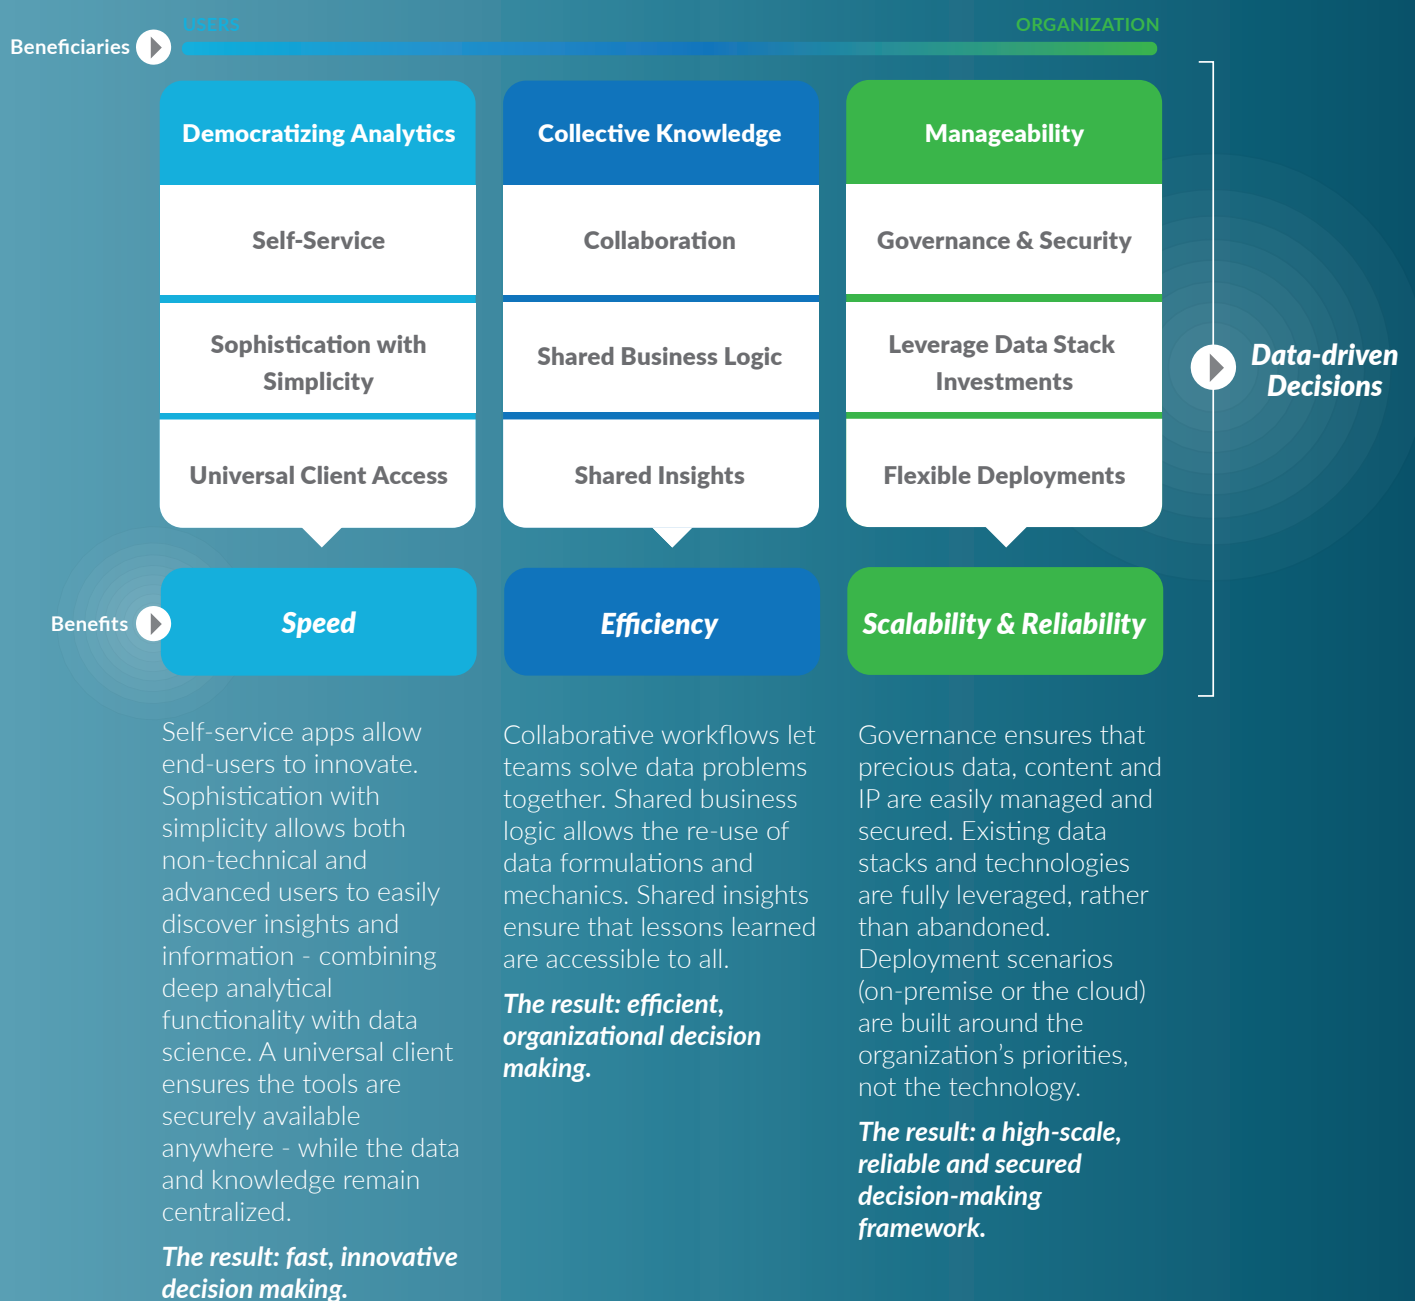 USERS
ORGANIZATION
Beneficiaries
Democratizing Analytics
Self-Service
Sophistication with
Simplicity
Universal Client Access
Collective Knowledge
Collaboration
Shared Business Logic
Shared Insights
Manageability
Governance & Security
Leverage Data Stack
Investments
Flexible Deployments
Data-driven
Decisions
Benefits
Speed
Efficiency
Scalability & Reliability
Self-service apps allow
end-users to innovate.
Sophistication with
simplicity allows both
non-technical and
advanced users to easily
discover insights and
information - combining
deep analytical
functionality with data
science. A universal client
ensures the tools are
securely available
anywhere - while the data
and knowledge remain
centralized.
The result: fast, innovative
decision making.
Collaborative workflows let
teams solve data problems
together. Shared business
logic allows the re-use of
data formulations and
mechanics. Shared insights
ensure that lessons learned
are accessible to all.
The result: efficient,
organizational decision
making.
Governance ensures that
precious data, content and
IP are easily managed and
secured. Existing data
stacks and technologies
are fully leveraged, rather
than abandoned.
Deployment scenarios
(on-premise or the cloud)
are built around the
organization’s priorities,
not the technology.
The result: a high-scale,
reliable and secured
decision-making
framework.